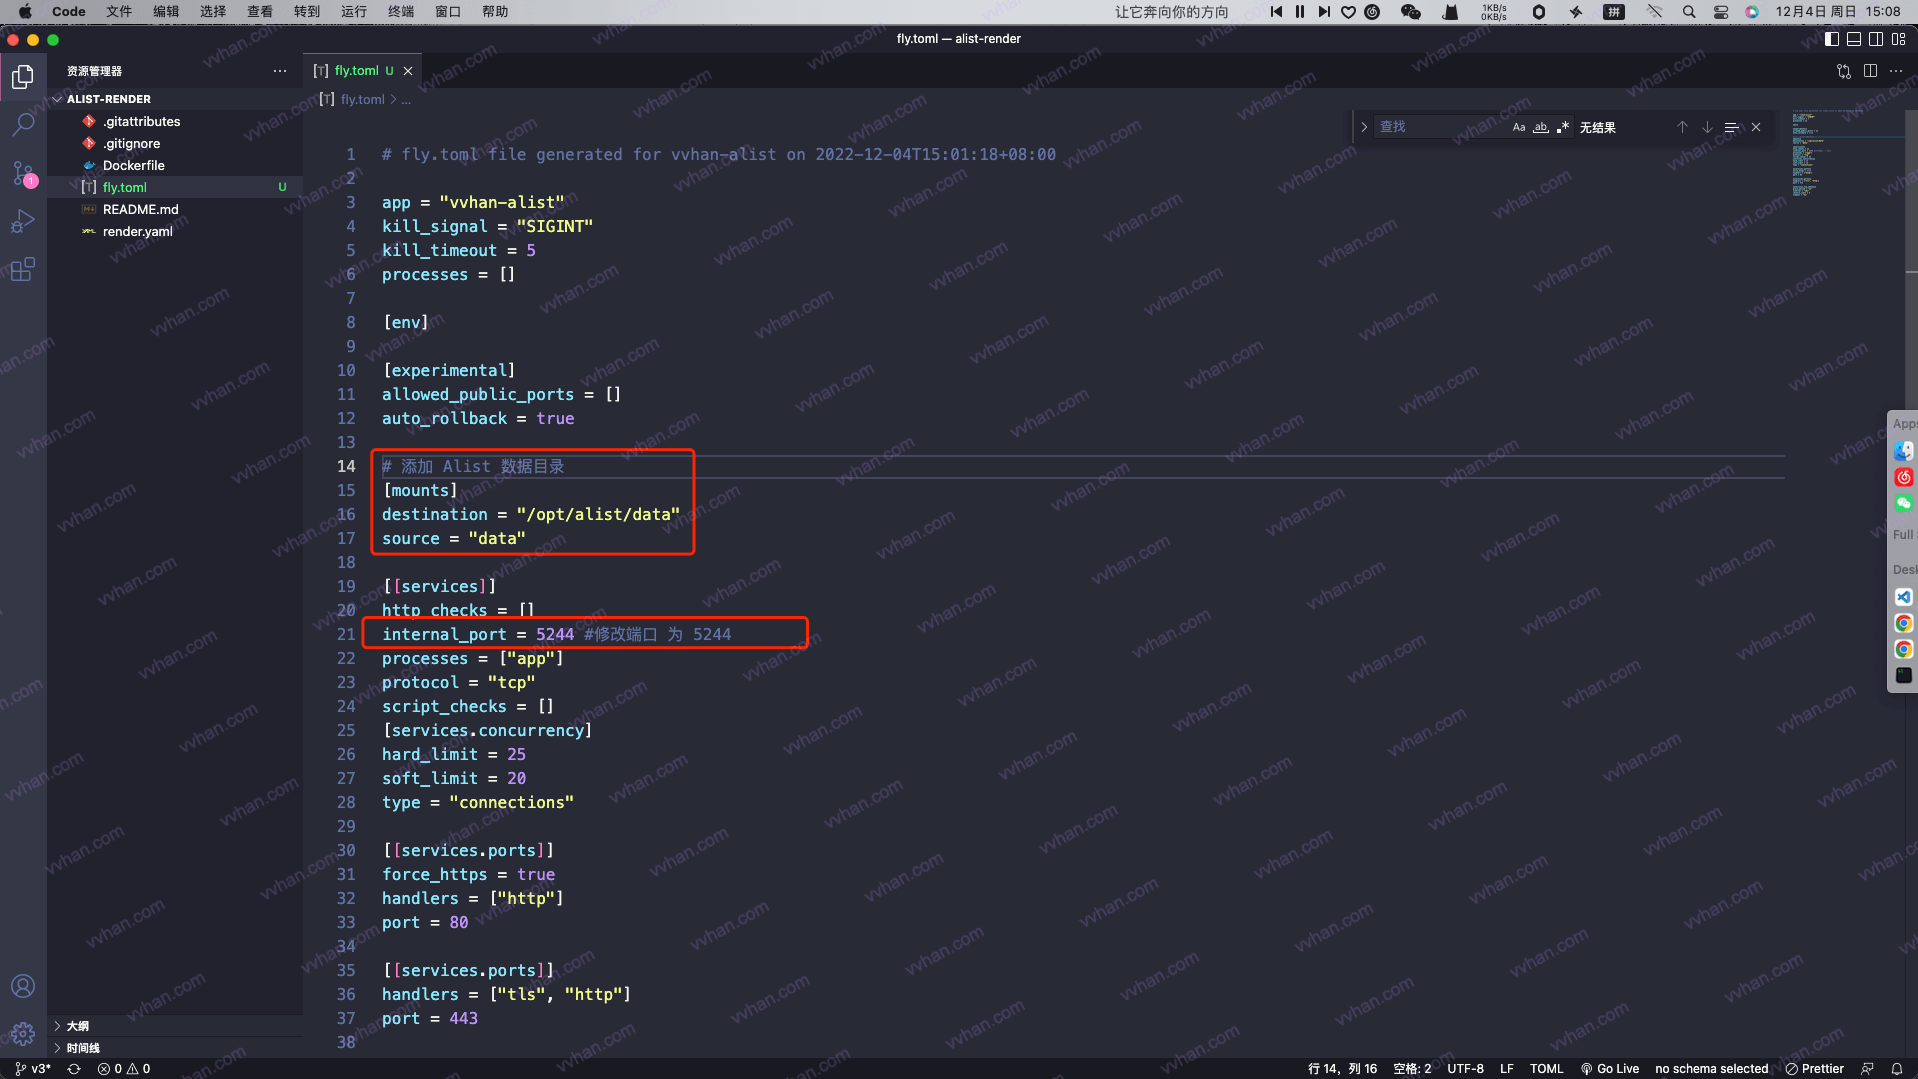 Code 文件 编辑 选择 查看 转到 运行 终端 窗口 帮助 让它奔向你的方向 1KB/s 0KB/s 拼 12月4日 周日 15:08
fly.toml — alist-render
资源管理器
ALIST-RENDER
.gitattributes
.gitignore
Dockerfile
[T] fly.toml U
README.md
render.yaml
大纲
时间线
[T] fly.toml U
[T] fly.toml > ...
查找 Aa ab 无结果
1 # fly.toml file generated for vvhan-alist on 2022-12-04T15:01:18+08:00
2
3 app = "vvhan-alist"
4 kill_signal = "SIGINT"
5 kill_timeout = 5
6 processes = []
7
8 [env]
9
10 [experimental]
11 allowed_public_ports = []
12 auto_rollback = true
13
14 # 添加 Alist 数据目录
15 [mounts]
16 destination = "/opt/alist/data"
17 source = "data"
18
19 [[services]]
20 http_checks = []
21 internal_port = 5244 #修改端口 为 5244
22 processes = ["app"]
23 protocol = "tcp"
24 script_checks = []
25 [services.concurrency]
26 hard_limit = 25
27 soft_limit = 20
28 type = "connections"
29
30 [[services.ports]]
31 force_https = true
32 handlers = ["http"]
33 port = 80
34
35 [[services.ports]]
36 handlers = ["tls", "http"]
37 port = 443
38
Apps
Full
Desk
v3* 0 0 行 14，列 16 空格: 2 UTF-8 LF TOML Go Live no schema selected Prettier
vvhan.com